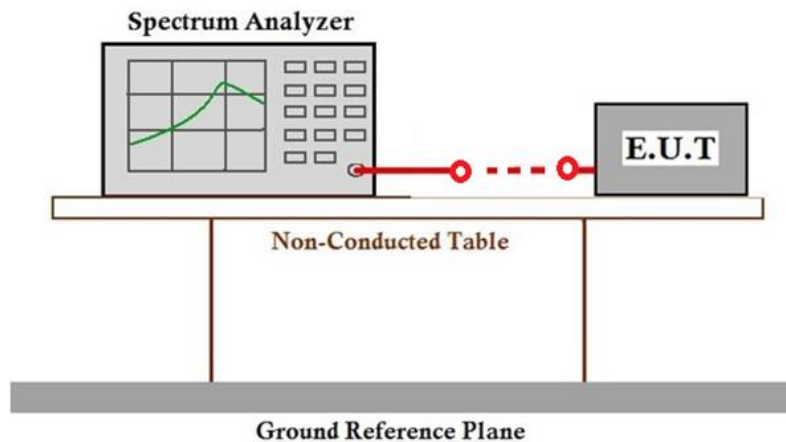 Spectrum Analyzer
E.U.T
Non-Conducted Table
Ground Reference Plane